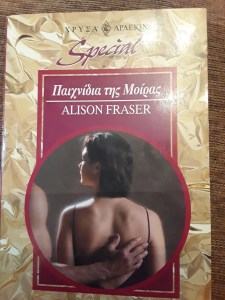 ΧΡΥΣΑ ΑΡΛΕΚΙΝ
Special
Παιχνίδια της Μοίρας
ALISON FRASER